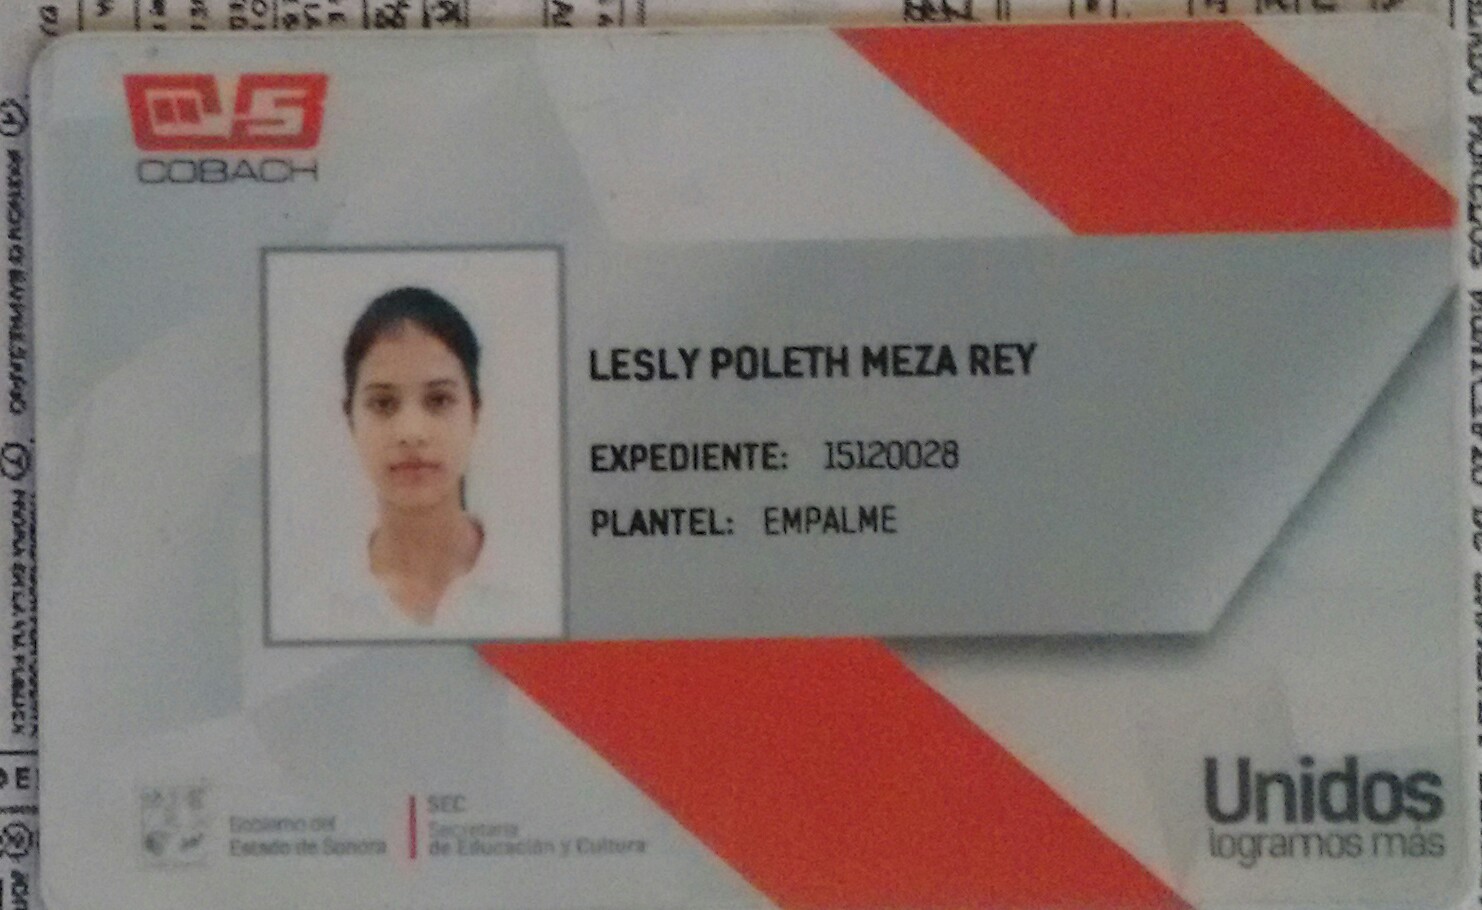 COBACH
LESLY POLETH MEZA REY
EXPEDIENTE: 15120028
PLANTEL: EMPALME
Gobierno del
Estado de Sonora
SEC
Secretaría
de Educación y Cultura
Unidos
logramos más